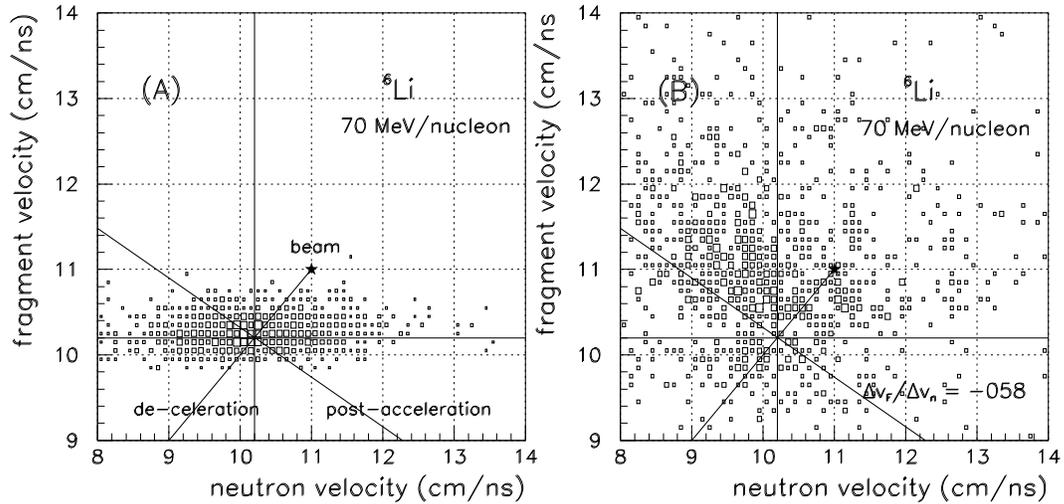 fragment velocity (cm/ns)
14
13
12
11
10
9
(A)
⁶Li
70 MeV/nucleon
beam
de-celeration
post-acceleration
8 9 10 11 12 13 14
neutron velocity (cm/ns)
fragment velocity (cm/ns)
14
13
12
11
10
9
(B)
⁶Li
70 MeV/nucleon
Δv_F/Δv_n = -058
8 9 10 11 12 13 14
neutron velocity (cm/ns)